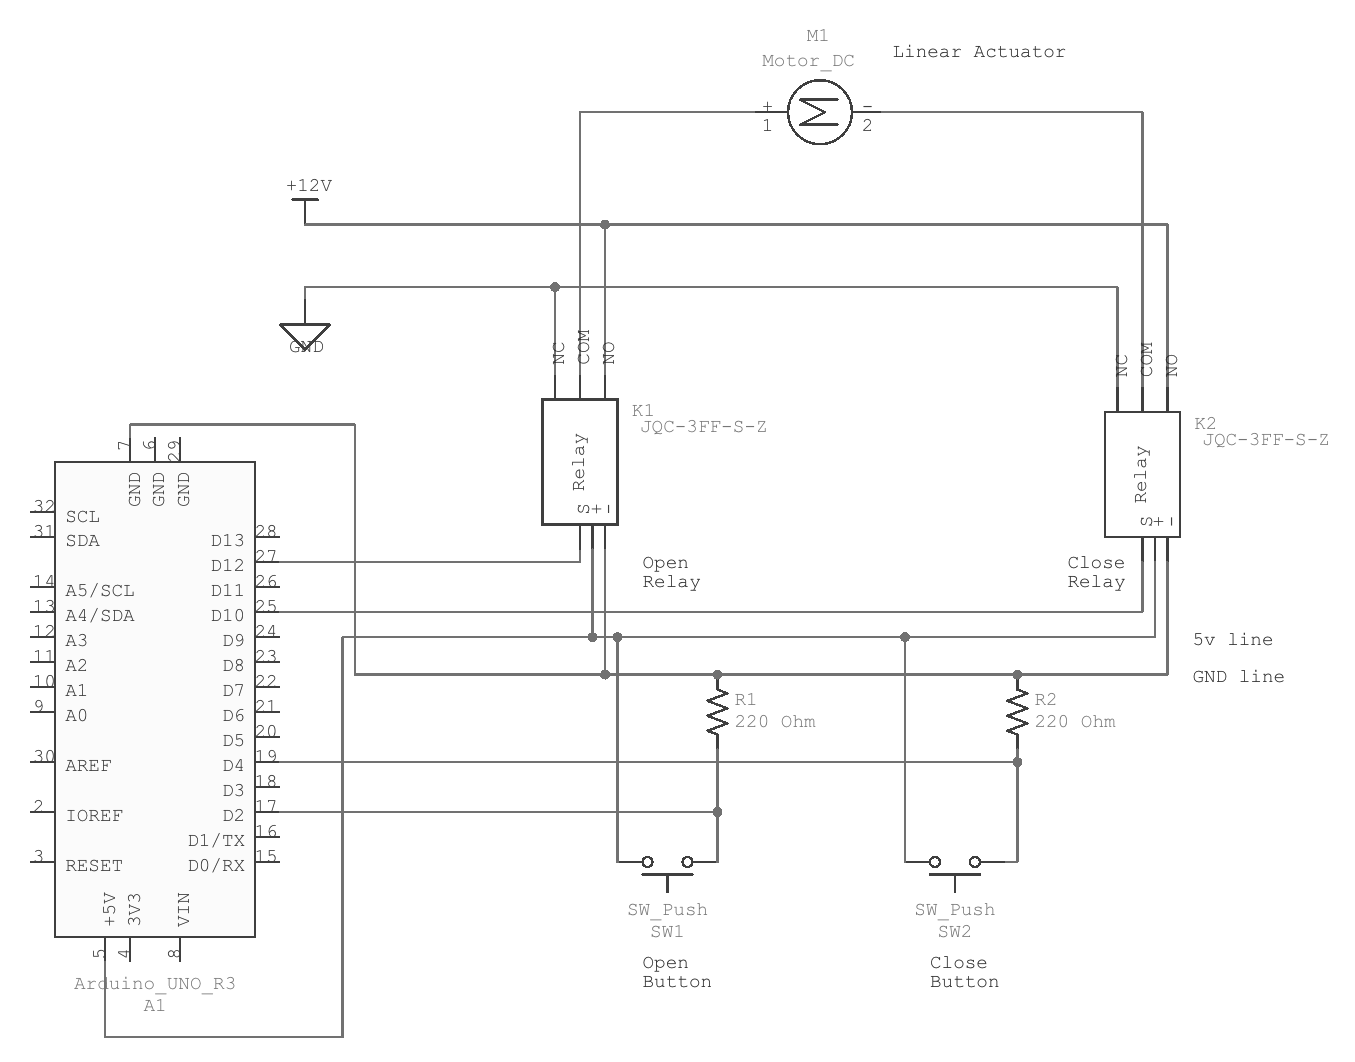 M1
Motor_DC
Linear Actuator
+
1
-
2
+12V
GND
NC
COM
NO
K1
JQC-3FF-S-Z
Relay
S
+
-
Open
Relay
NC
COM
NO
K2
JQC-3FF-S-Z
Relay
S
+
-
Close
Relay
5v line
GND line
7
6
29
GND
GND
GND
32
SCL
31
SDA
14
A5/SCL
13
A4/SDA
12
A3
11
A2
10
A1
9
A0
30
AREF
2
IOREF
3
RESET
D13
28
D12
27
D11
26
D10
25
D9
24
D8
23
D7
22
D6
21
D5
20
D4
19
D3
18
D2
17
D1/TX
16
D0/RX
15
+5V
3V3
VIN
5
4
8
Arduino_UNO_R3
A1
R1
220 Ohm
R2
220 Ohm
SW_Push
SW1
Open
Button
SW_Push
SW2
Close
Button